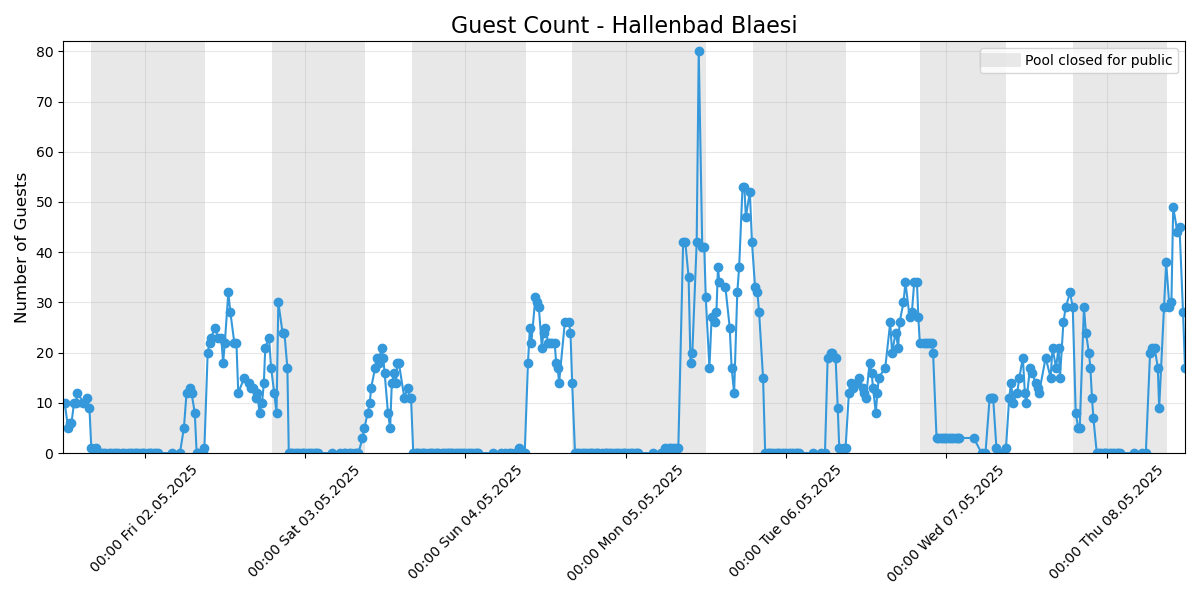 Guest Count - Hallenbad Blaesi
Pool closed for public
Number of Guests
80
70
60
50
40
30
20
10
0
00:00 Fri 02.05.2025
00:00 Sat 03.05.2025
00:00 Sun 04.05.2025
00:00 Mon 05.05.2025
00:00 Tue 06.05.2025
00:00 Wed 07.05.2025
00:00 Thu 08.05.2025